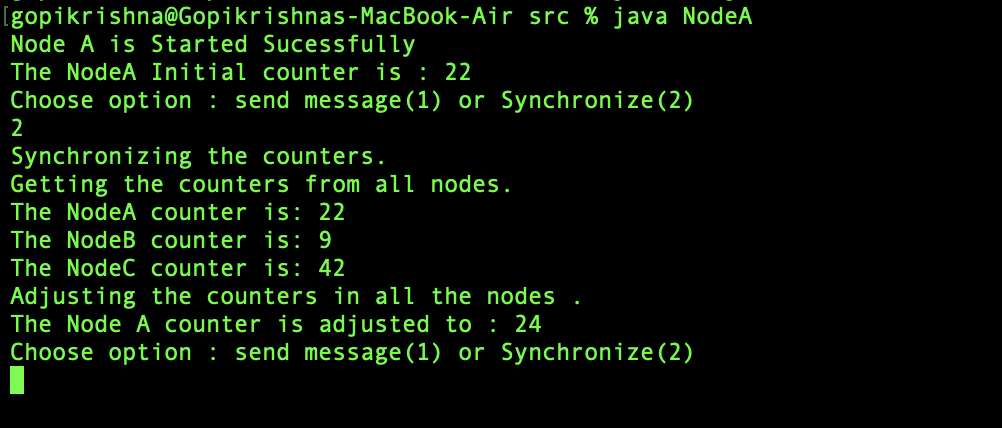 [gopikrishna@Gopikrishnas-MacBook-Air src % java NodeA
Node A is Started Sucessfully
The NodeA Initial counter is : 22
Choose option : send message(1) or Synchronize(2)
2
Synchronizing the counters.
Getting the counters from all nodes.
The NodeA counter is: 22
The NodeB counter is: 9
The NodeC counter is: 42
Adjusting the counters in all the nodes .
The Node A counter is adjusted to : 24
Choose option : send message(1) or Synchronize(2)